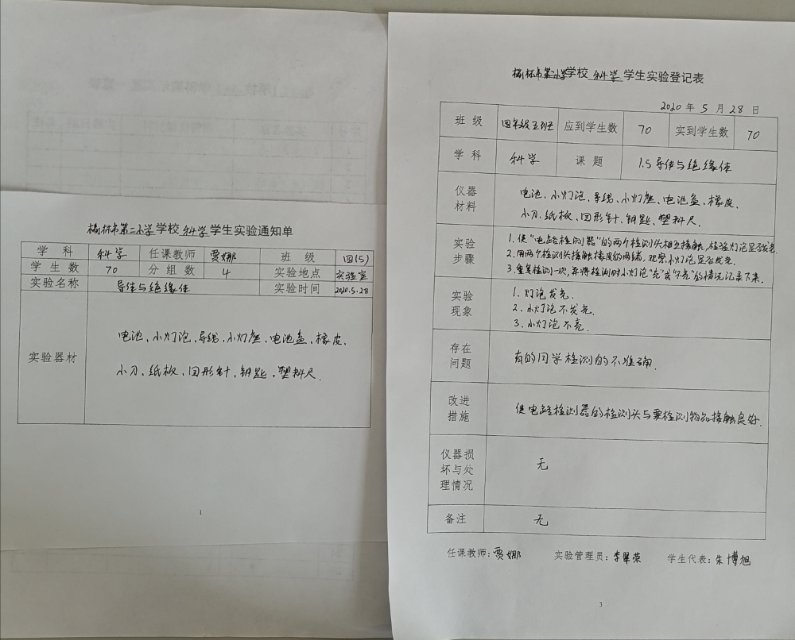 榆林市第二小学学校 科学 学生实验通知单
学 科 科学 任课教师 贾娜 班 级 四(5)
学 生 数 70 分 组 数 4 实验地点 实验室
实验名称 导体与绝缘体 实验时间 2020.5.28
实验器材
电池、小灯泡、导线、小灯座、电池盒、橡皮、
小刀、纸板、回形针、钥匙、塑料尺.
1
榆林市第二小学学校 科学 学生实验登记表
2020 年 5 月 28 日
班 级 四年级五班 应到学生数 70 实到学生数 70
学 科 科学 课 题 1.5 导体与绝缘体
仪器
材料
电池、小灯泡、导线、小灯座、电池盒、橡皮、
小刀、纸板、回形针、钥匙、塑料尺.
实验
步骤
1. 使"电路检测器"的两个检测头相互接触,检验灯泡是否发亮.
2. 用两个检测头接触橡皮的两端,观察小灯泡是否发亮.
3. 重复检测一次,并将检测时小灯泡"亮"或"不亮"的情况记录下来.
实验
现象
1. 灯泡发亮.
2. 小灯泡不发亮.
3. 小灯泡不亮.
存在
问题
有的同学检测的不准确.
改进
措施
使电路检测器的检测头与要检测物品接触良好.
仪器损
坏与处
理情况
无
备注 无
任课教师: 贾娜 实验管理员: 李翠荣 学生代表: 朱博旭
3